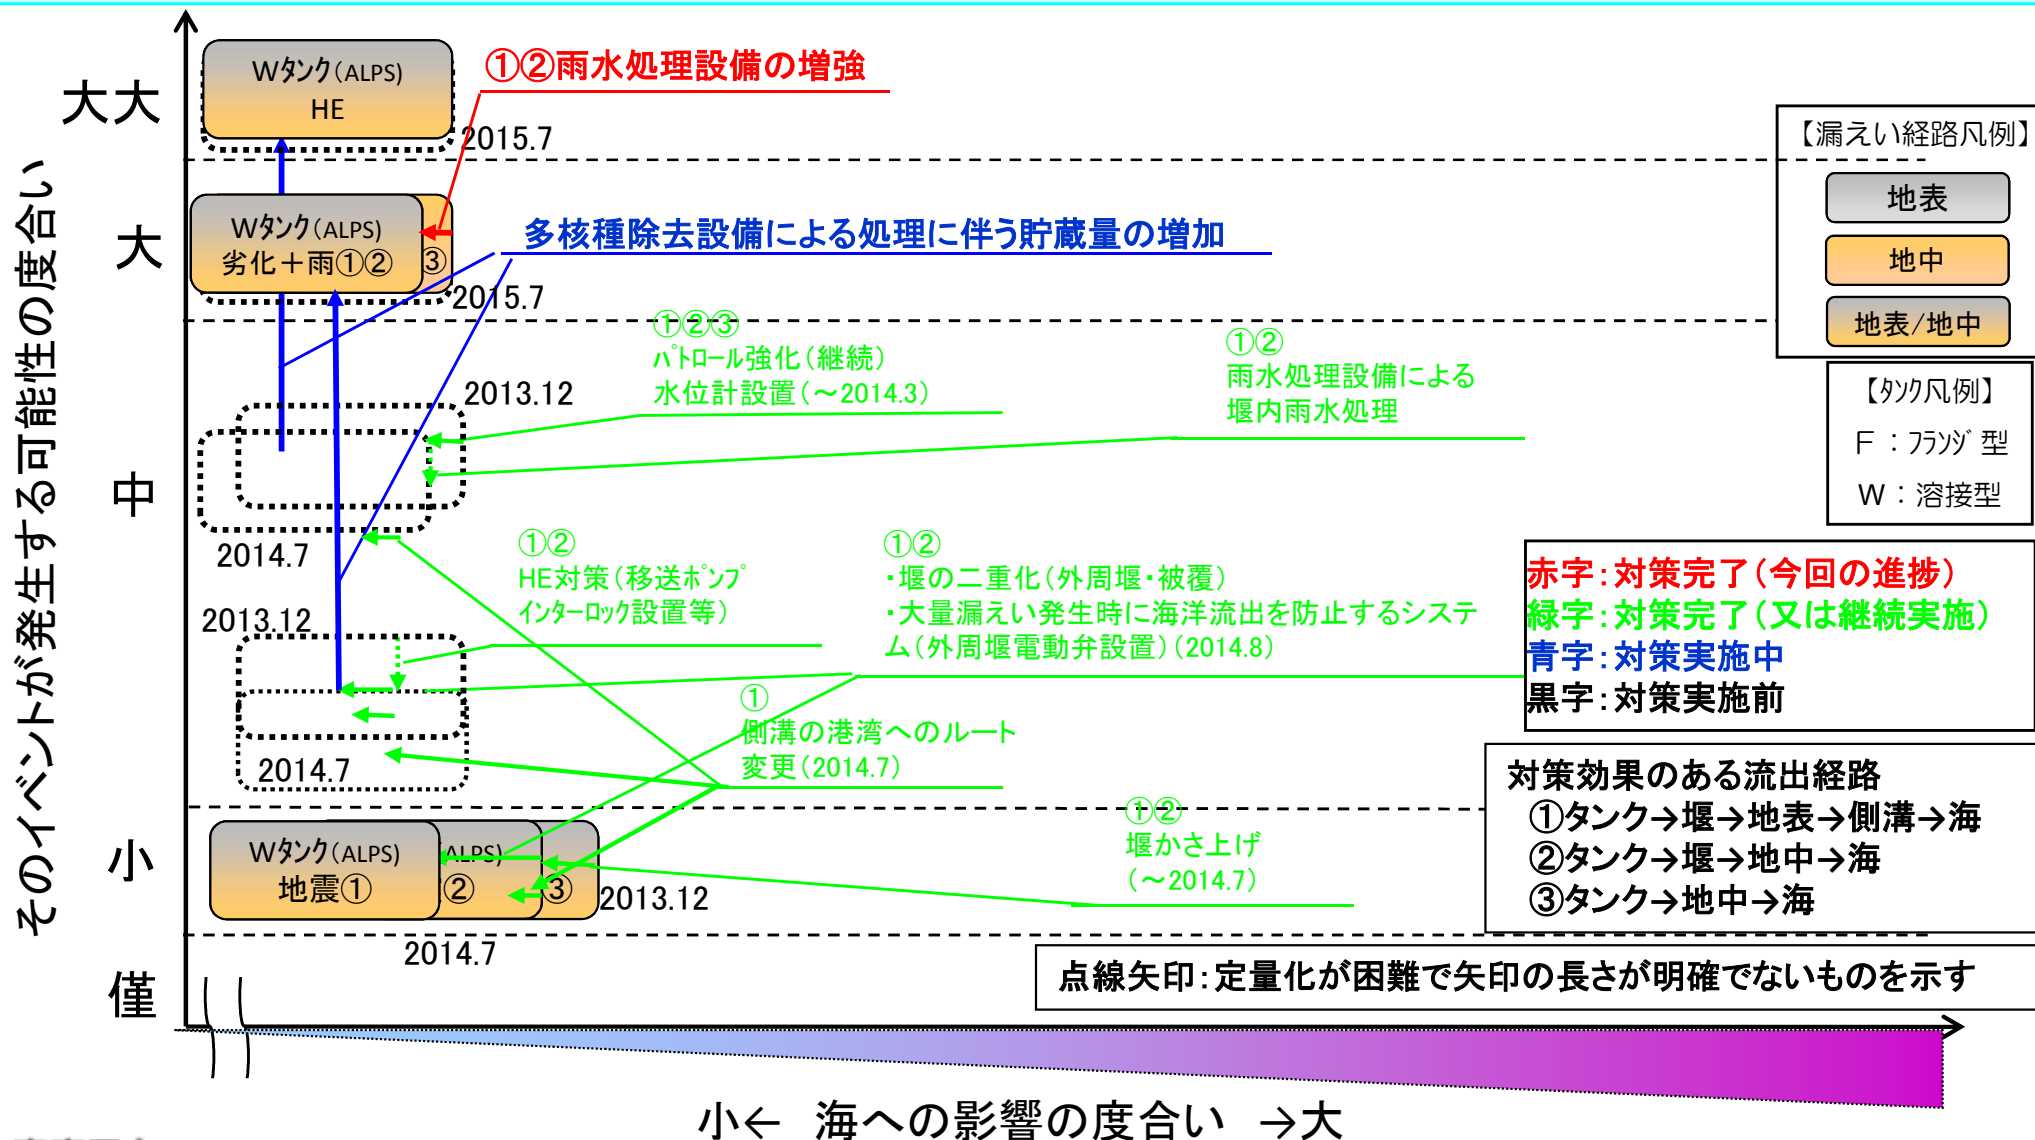 そのイベントが発生する可能性の度合い
大大
大
中
小
僅
Wタンク(ALPS)
HE
2015.7
①②雨水処理設備の増強
Wタンク(ALPS)
劣化＋雨①②
③
2015.7
多核種除去設備による処理に伴う貯蔵量の増加
①②③
パトロール強化(継続)
水位計設置(～2014.3)
①②
雨水処理設備による
堰内雨水処理
2013.12
2014.7
①②
HE対策(移送ポンプ
インターロック設置等)
①②
・堰の二重化(外周堰・被覆)
・大量漏えい発生時に海洋流出を防止するシステ
ム(外周堰電動弁設置)(2014.8)
2013.12
2014.7
①
側溝の港湾へのルート
変更(2014.7)
①②
堰かさ上げ
(～2014.7)
Wタンク(ALPS)
地震①
(ALPS)
②
③
2013.12
2014.7
【漏えい経路凡例】
地表
地中
地表/地中
【タンク凡例】
F：フランジ型
W：溶接型
赤字：対策完了(今回の進捗)
緑字：対策完了(又は継続実施)
青字：対策実施中
黒字：対策実施前
対策効果のある流出経路
①タンク→堰→地表→側溝→海
②タンク→堰→地中→海
③タンク→地中→海
点線矢印：定量化が困難で矢印の長さが明確でないものを示す
小← 海への影響の度合い →大